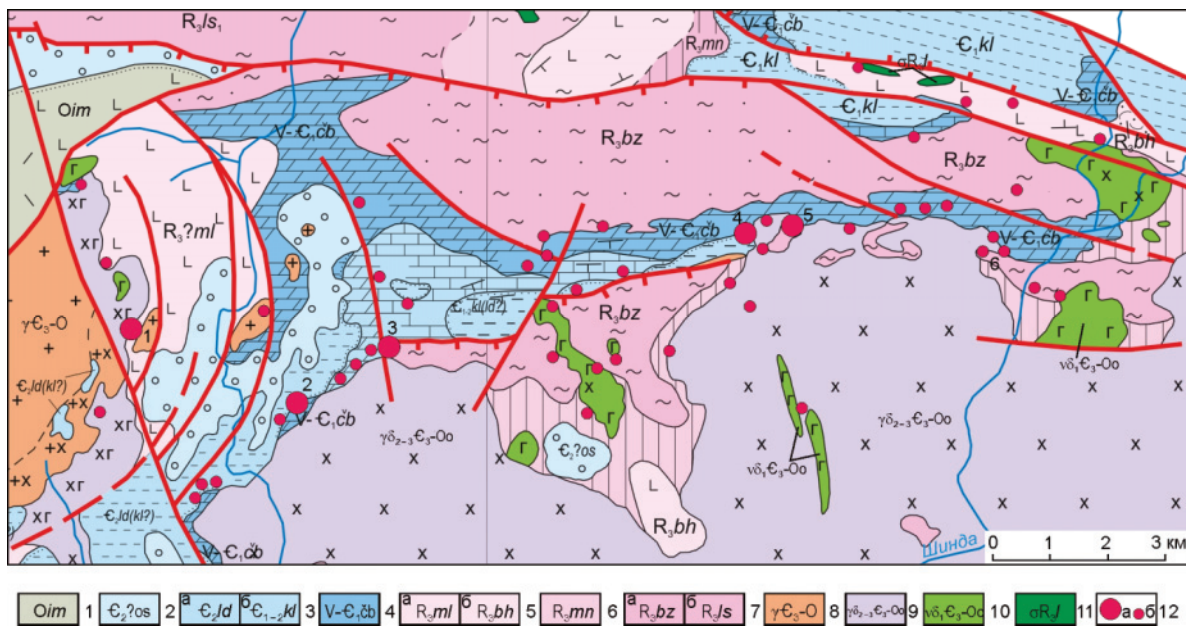 R₃ls₁
R₃mn
V-Є₁čb
Є₁kl
Є₁kl
σR₃l
Oim
V-Є₁čb
Є₁kl
V-Є₁čb
R₃bz
R₃bh
R₃bz
R₃?ml
4
5
V-Є₁čb
V-Є₁čb
6
Є₁₋₂kl(ld?)
R₃bz
γЄ₃-O
1
3
νδ₁Є₃-Oo
Є₂ld(kl?)
2
V-Є₁čb
γδ₂₋₃Є₃-Oo
γδ₂₋₃Є₃-Oo
Є₂?os
νδ₁Є₃-Oo
Є₂ld(kl?)
R₃bh
V-Є₁čb
Шинда
0 1 2 3 км
Oim 1 Є₂?os 2 а Є₂ld б Є₁₋₂kl 3 V-Є₁čb 4 а R₃ml б R₃bh 5 R₃mn 6 а R₃bz б R₃ls 7 γЄ₃-O 8 γδ₂₋₃Є₃-Oo 9 νδ₁Є₃-Oo 10 σR₃l 11 а б 12